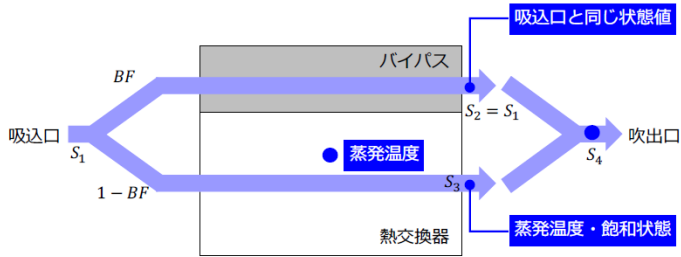 吸込口と同じ状態値
バイパス
BF
S₂ = S₁
吸込口
S₁
蒸発温度
吹出口
S₄
1 − BF
S₃
熱交換器
蒸発温度・飽和状態